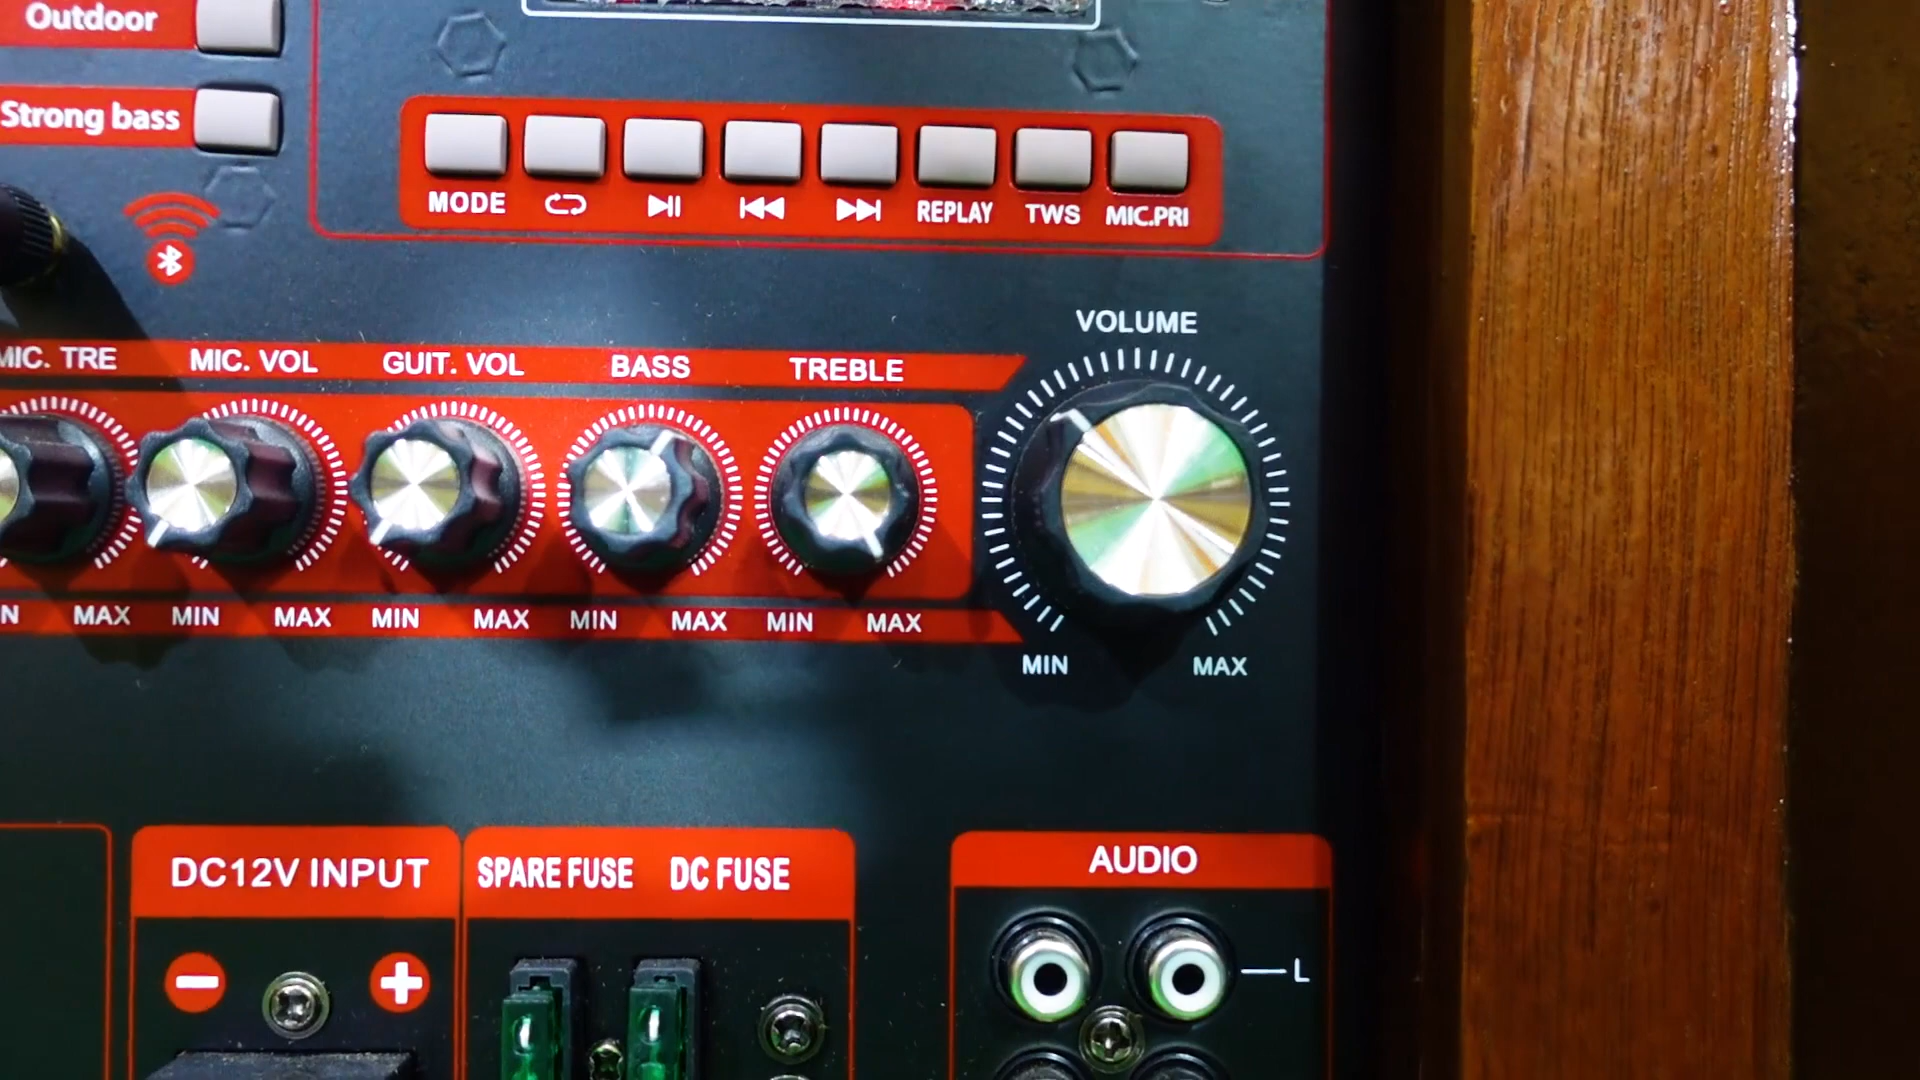 Outdoor
Strong bass
MODE REPLAY TWS MIC.PRI
VOLUME
MIC. TRE MIC. VOL GUIT. VOL BASS TREBLE
MAX MIN MAX MIN MAX MIN MAX MIN MAX
MIN MAX
DC12V INPUT SPARE FUSE DC FUSE AUDIO
L